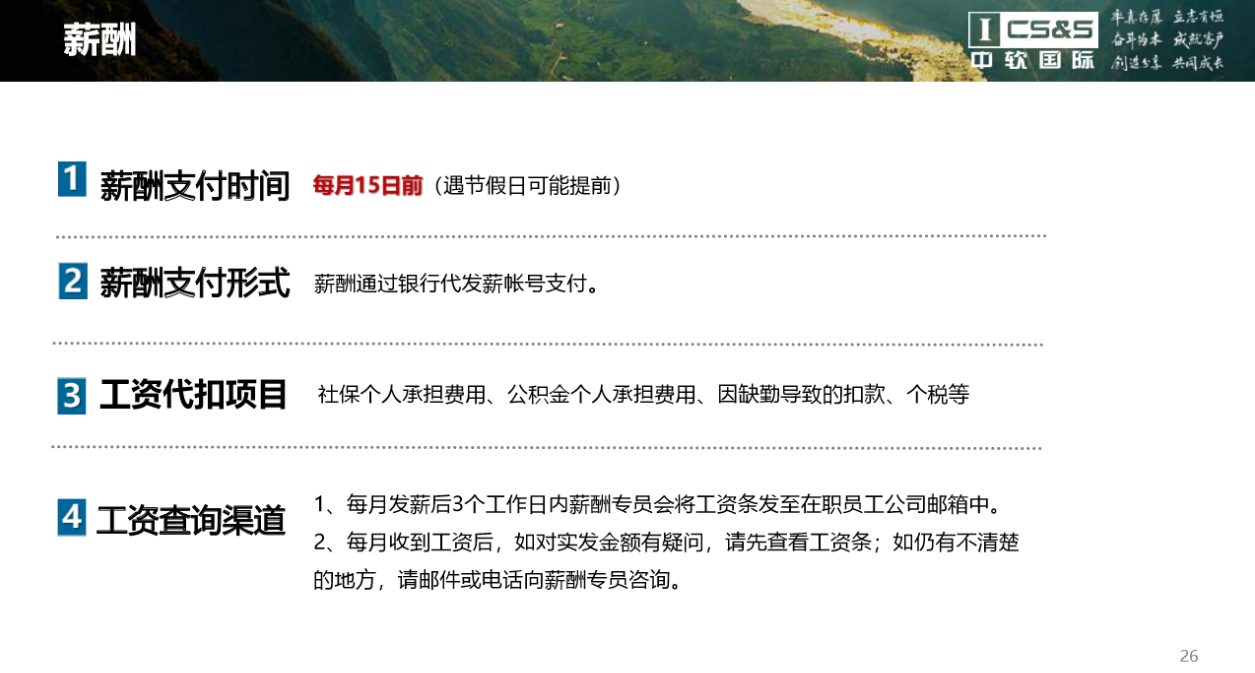 薪酬
I CS&S
中软国际
率真在厚 立志有恒
奋斗为本 成就客户
创造分享 共同成长
1 薪酬支付时间 每月15日前（遇节假日可能提前）
2 薪酬支付形式 薪酬通过银行代发薪帐号支付。
3 工资代扣项目 社保个人承担费用、公积金个人承担费用、因缺勤导致的扣款、个税等
4 工资查询渠道
1、每月发薪后3个工作日内薪酬专员会将工资条发至在职员工公司邮箱中。
2、每月收到工资后，如对实发金额有疑问，请先查看工资条；如仍有不清楚
的地方，请邮件或电话向薪酬专员咨询。
26